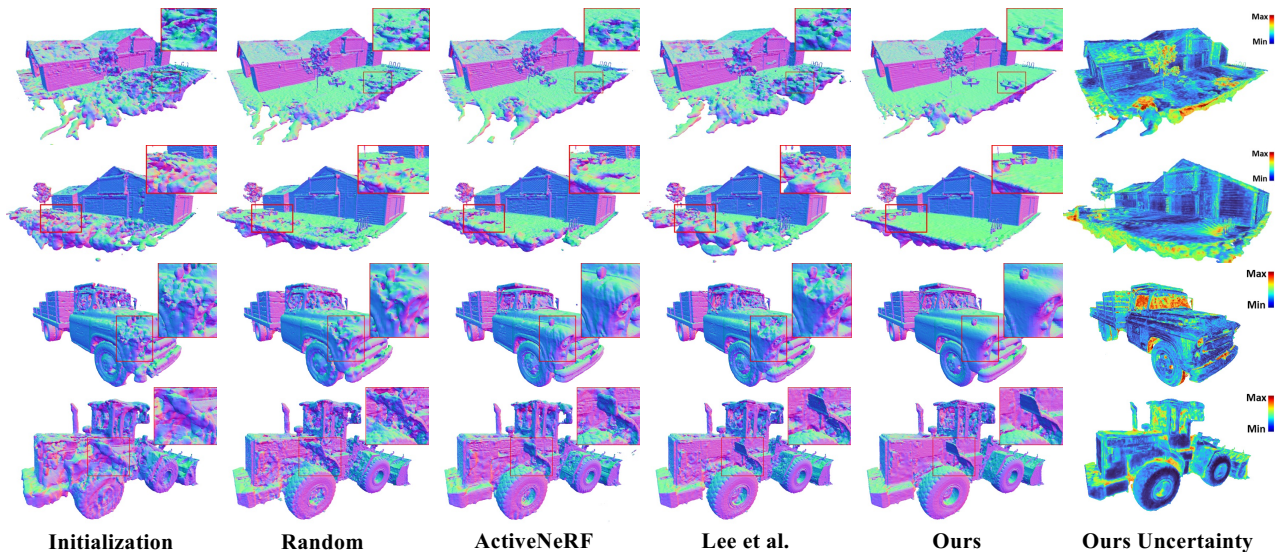 Max
Min
Max
Min
Max
Min
Max
Min
Initialization Random ActiveNeRF Lee et al. Ours Ours Uncertainty